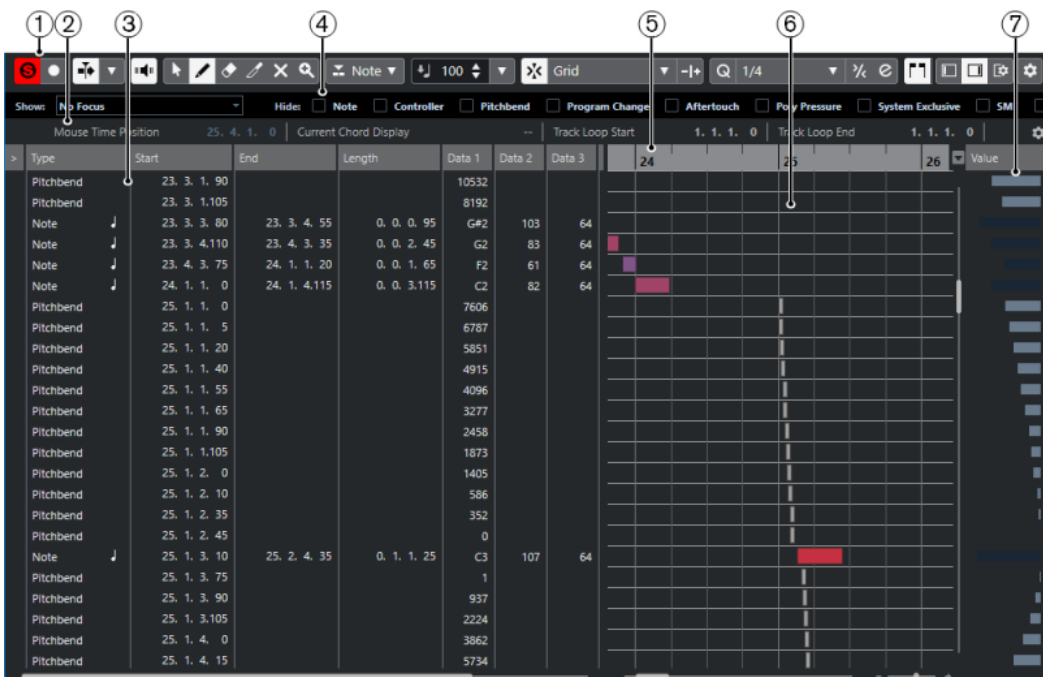 1 2 3 4 5 6 7
S Note 100 Grid Q 1/4
Show: No Focus Hide: Note Controller Pitchbend Program Change Aftertouch Poly Pressure System Exclusive SM
Mouse Time Position 25. 4. 1. 0 Current Chord Display -- Track Loop Start 1. 1. 1. 0 Track Loop End 1. 1. 1. 0
> Type Start End Length Data 1 Data 2 Data 3 24 25 26 Value
Pitchbend 23. 3. 1. 90 10532
Pitchbend 23. 3. 1.105 8192
Note 23. 3. 3. 80 23. 3. 4. 55 0. 0. 0. 95 G#2 103 64
Note 23. 3. 4.110 23. 4. 3. 35 0. 0. 2. 45 G2 83 64
Note 23. 4. 3. 75 24. 1. 1. 20 0. 0. 1. 65 F2 61 64
Note 24. 1. 1. 0 24. 1. 4.115 0. 0. 3.115 C2 82 64
Pitchbend 25. 1. 1. 0 7606
Pitchbend 25. 1. 1. 5 6787
Pitchbend 25. 1. 1. 20 5851
Pitchbend 25. 1. 1. 40 4915
Pitchbend 25. 1. 1. 55 4096
Pitchbend 25. 1. 1. 65 3277
Pitchbend 25. 1. 1. 90 2458
Pitchbend 25. 1. 1.105 1873
Pitchbend 25. 1. 2. 0 1405
Pitchbend 25. 1. 2. 10 586
Pitchbend 25. 1. 2. 35 352
Pitchbend 25. 1. 2. 45 0
Note 25. 1. 3. 10 25. 2. 4. 35 0. 1. 1. 25 C3 107 64
Pitchbend 25. 1. 3. 75 1
Pitchbend 25. 1. 3. 90 937
Pitchbend 25. 1. 3.105 2224
Pitchbend 25. 1. 4. 0 3862
Pitchbend 25. 1. 4. 15 5734